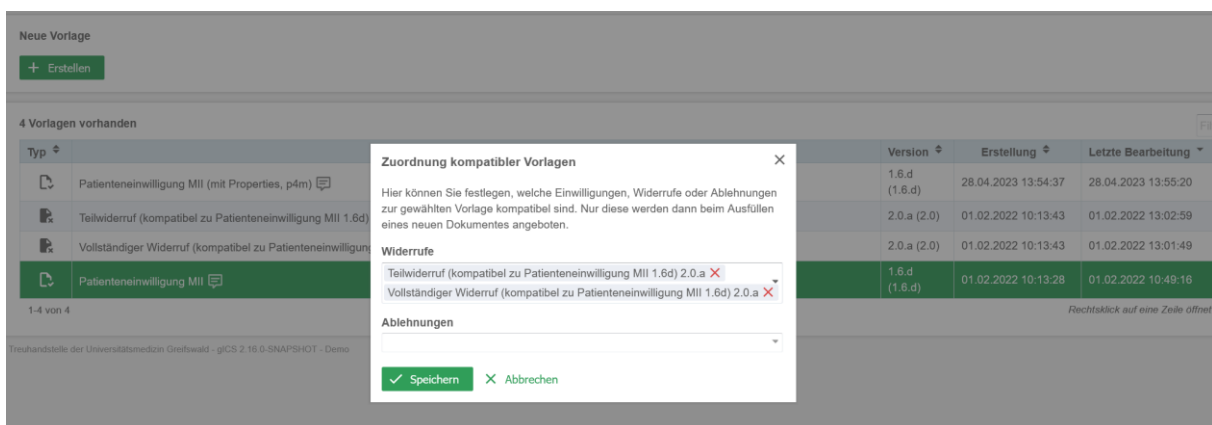 Neue Vorlage
+ Erstellen
4 Vorlagen vorhanden
Typ Version Erstellung Letzte Bearbeitung
Patienteneinwilligung MII (mit Properties, p4m) 1.6.d (1.6.d) 28.04.2023 13:54:37 28.04.2023 13:55:20
Teilwiderruf (kompatibel zu Patienteneinwilligung MII 1.6d) 2.0.a (2.0) 01.02.2022 10:13:43 01.02.2022 13:02:59
Vollständiger Widerruf (kompatibel zu 2.0.a (2.0) 01.02.2022 10:13:43 01.02.2022 13:01:49
Patienteneinwilligung MII 1.6.d (1.6.d) 01.02.2022 10:13:28 01.02.2022 10:49:16
1-4 von 4 Rechtsklick auf eine Zeile öffnet
Treuhandstelle der Universitätsmedizin Greifswald - gICS 2.16.0-SNAPSHOT - Demo
Zuordnung kompatibler Vorlagen
Hier können Sie festlegen, welche Einwilligungen, Widerrufe oder Ablehnungen
zur gewählten Vorlage kompatibel sind. Nur diese werden dann beim Ausfüllen
eines neuen Dokumentes angeboten.
Widerrufe
Teilwiderruf (kompatibel zu Patienteneinwilligung MII 1.6d) 2.0.a
Vollständiger Widerruf (kompatibel zu Patienteneinwilligung MII 1.6d) 2.0.a
Ablehnungen
Speichern Abbrechen